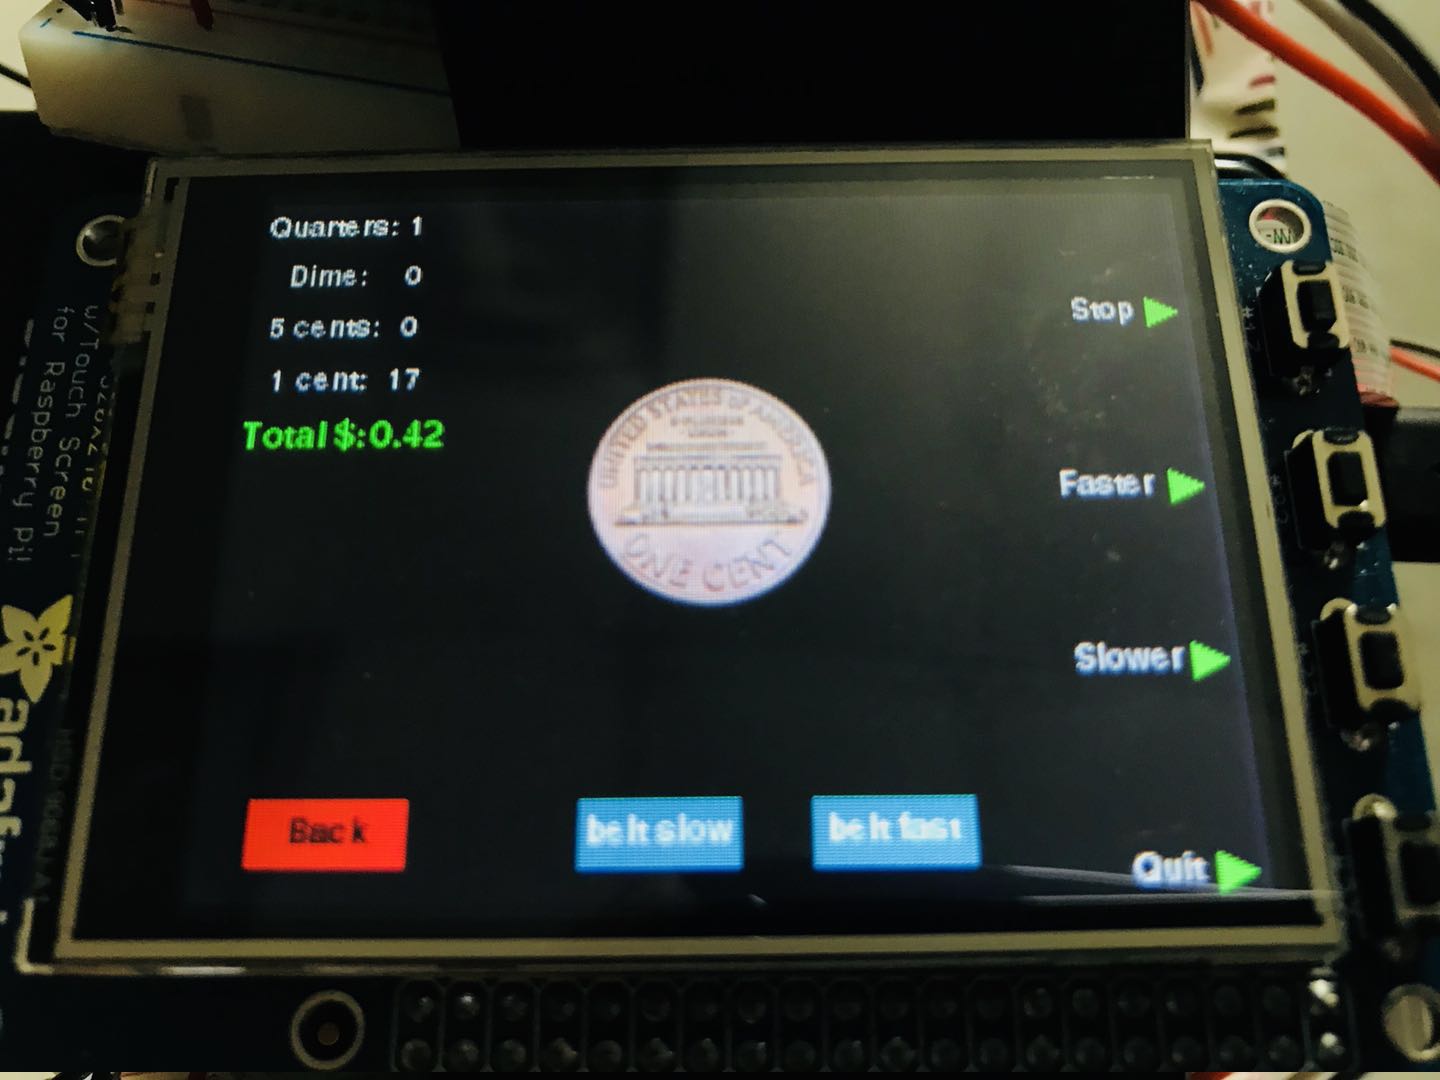 Quarters: 1
Dime: 0
5 cents: 0
1 cent: 17
Total $:0.42
UNITED STATES OF AMERICA
ONE CENT
Stop
Faster
Slower
Quit
Back
belt slow
belt fast
w/Touch Screen
for Raspberry Pi!